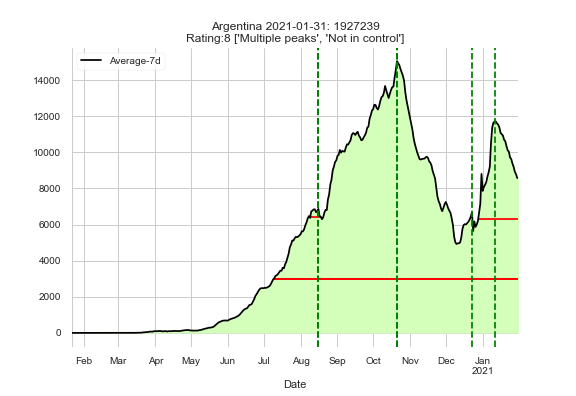 Argentina 2021-01-31: 1927239
Rating:8 ['Multiple peaks', 'Not in control']
Average-7d
14000
12000
10000
8000
6000
4000
2000
0
Feb Mar Apr May Jun Jul Aug Sep Oct Nov Dec Jan
2021
Date